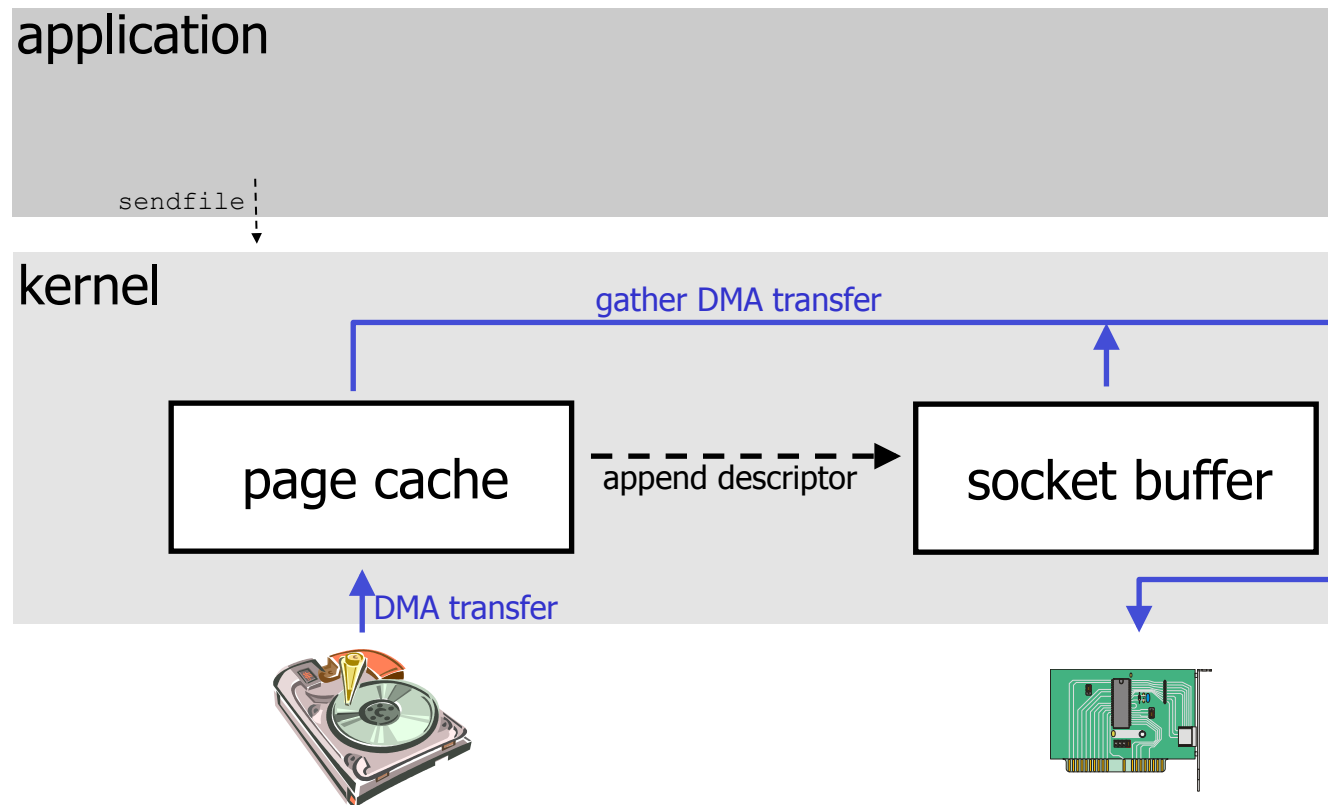 application
sendfile
kernel
gather DMA transfer
page cache
append descriptor
socket buffer
DMA transfer